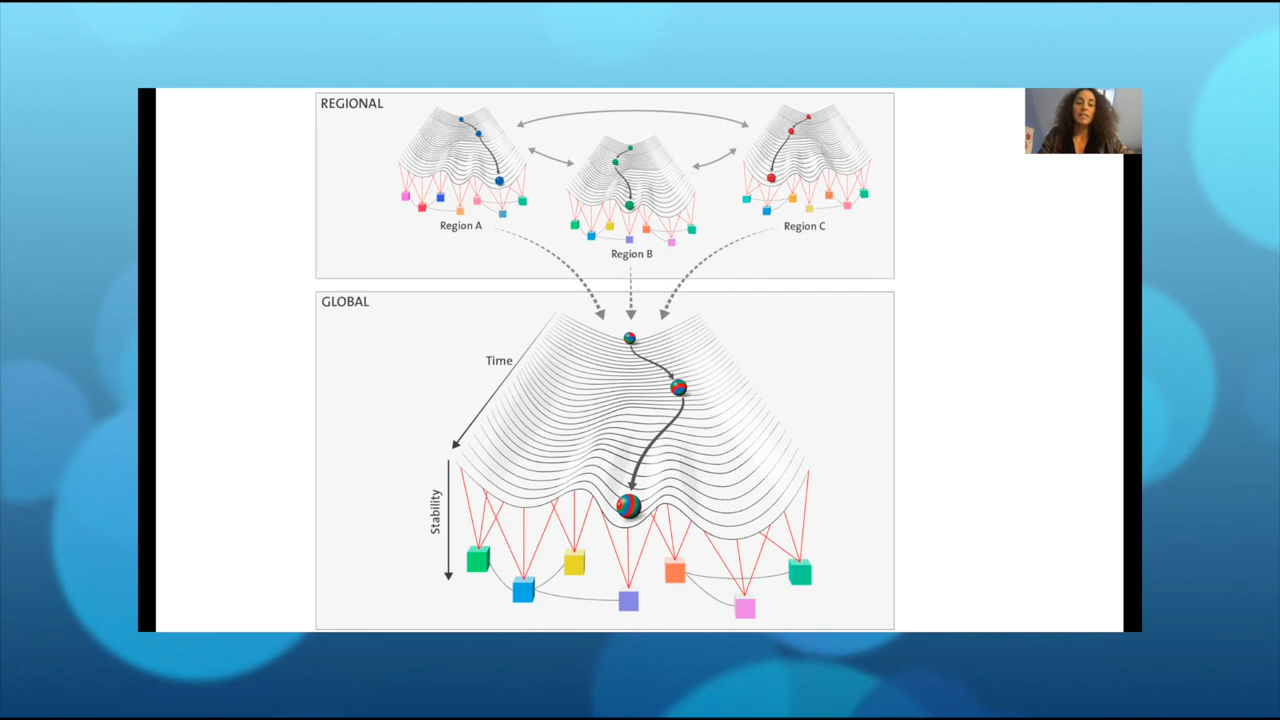 REGIONAL
Region A
Region B
Region C
GLOBAL
Time
Stability